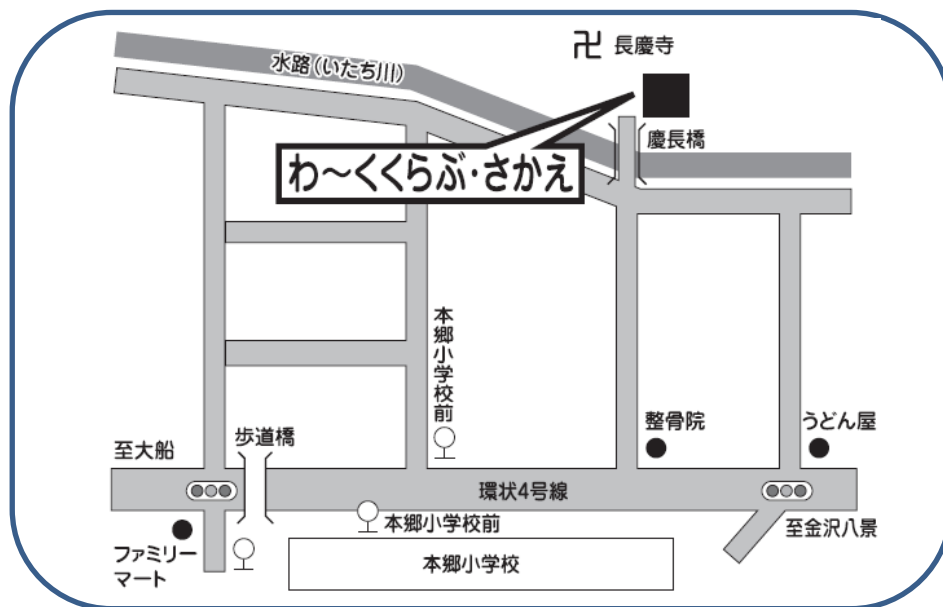 卍 長慶寺
水路(いたち川)
慶長橋
わ～くくらぶ・さかえ
本郷小学校前
整骨院
うどん屋
歩道橋
至大船
環状4号線
本郷小学校前
至金沢八景
ファミリー
マート
本郷小学校